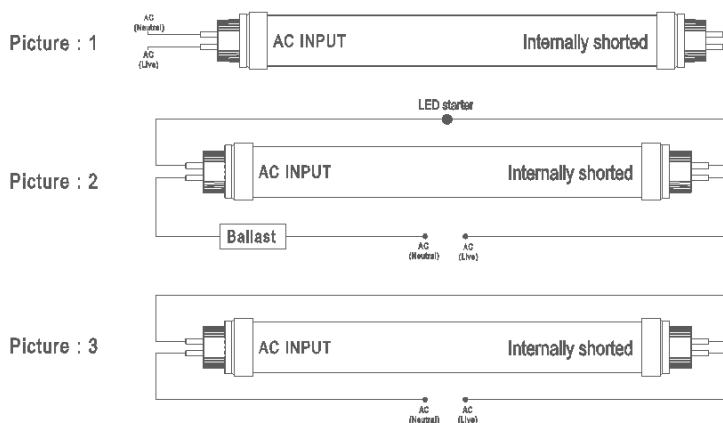 AC
(Neutral)
Picture : 1
AC INPUT
Internally shorted
AC
(Live)
LED starter
Picture : 2
AC INPUT
Internally shorted
Ballast
AC
(Neutral)
AC
(Live)
Picture : 3
AC INPUT
Internally shorted
AC
(Neutral)
AC
(Live)